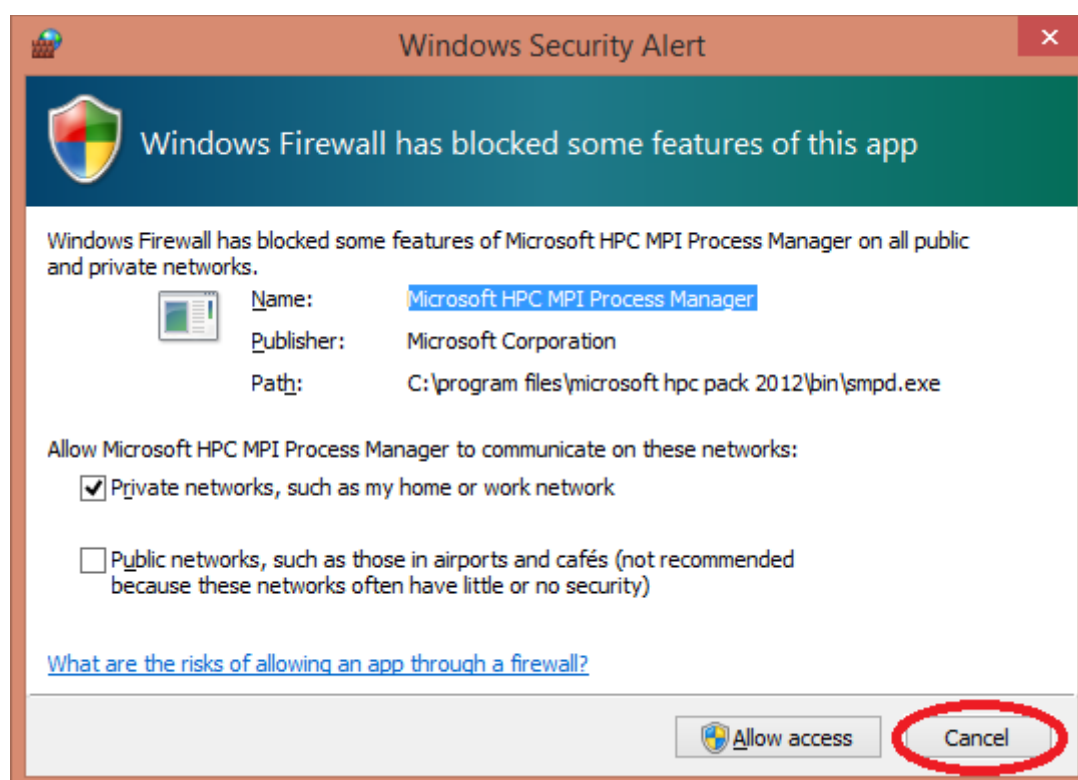 Windows Security Alert
Windows Firewall has blocked some features of this app
Windows Firewall has blocked some features of Microsoft HPC MPI Process Manager on all public
and private networks.
Name: Microsoft HPC MPI Process Manager
Publisher: Microsoft Corporation
Path: C:\program files\microsoft hpc pack 2012\bin\smpd.exe
Allow Microsoft HPC MPI Process Manager to communicate on these networks:
Private networks, such as my home or work network
Public networks, such as those in airports and cafés (not recommended
because these networks often have little or no security)
What are the risks of allowing an app through a firewall?
Allow access Cancel